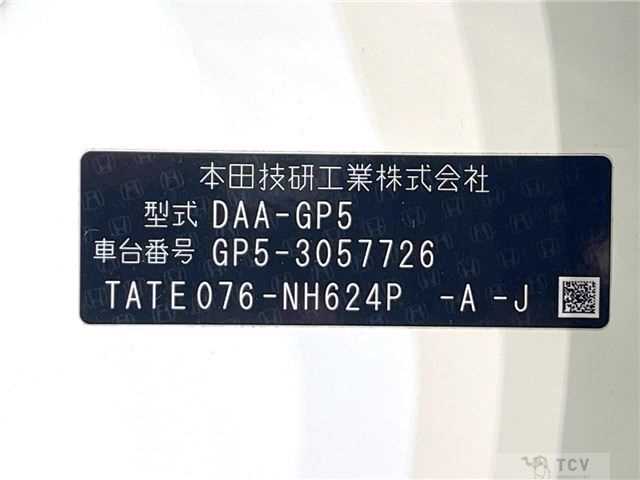 本田技研工業株式会社
型式 DAA-GP5
車台番号 GP5-3057726
TATE076-NH624P -A -J
TCV